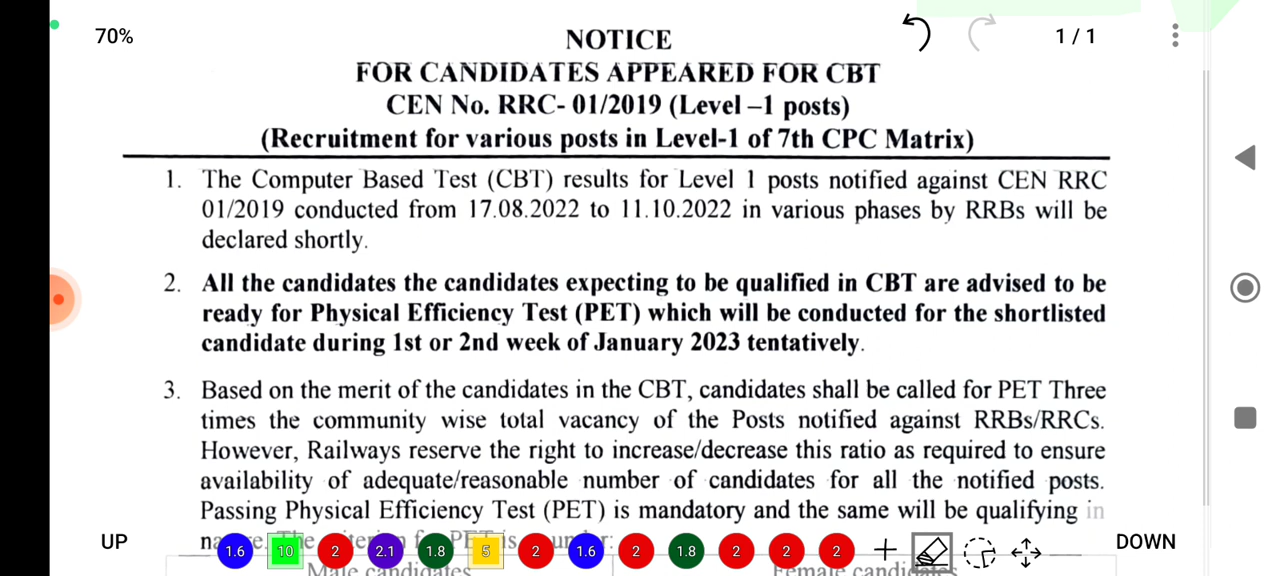 70%
1 / 1
NOTICE
FOR CANDIDATES APPEARED FOR CBT
CEN No. RRC- 01/2019 (Level –1 posts)
(Recruitment for various posts in Level-1 of 7th CPC Matrix)
1. The Computer Based Test (CBT) results for Level 1 posts notified against CEN RRC
01/2019 conducted from 17.08.2022 to 11.10.2022 in various phases by RRBs will be
declared shortly.
2. All the candidates the candidates expecting to be qualified in CBT are advised to be
ready for Physical Efficiency Test (PET) which will be conducted for the shortlisted
candidate during 1st or 2nd week of January 2023 tentatively.
3. Based on the merit of the candidates in the CBT, candidates shall be called for PET Three
times the community wise total vacancy of the Posts notified against RRBs/RRCs.
However, Railways reserve the right to increase/decrease this ratio as required to ensure
availability of adequate/reasonable number of candidates for all the notified posts.
Passing Physical Efficiency Test (PET) is mandatory and the same will be qualifying in
UP
1.6 10 2 2.1 1.8 5 2 1.6 2 1.8 2 2 2
DOWN
Male candidates
Female candidates